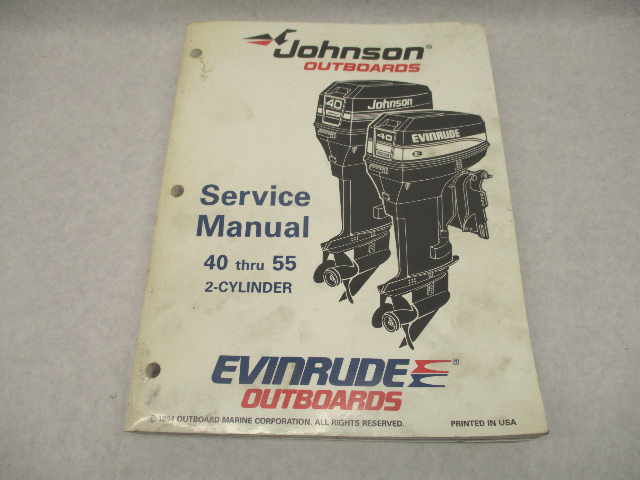 Johnson®
OUTBOARDS
40 Johnson
40 EVINRUDE
Service
Manual
40 thru 55
2-CYLINDER
EVINRUDE®
OUTBOARDS
© 1994 OUTBOARD MARINE CORPORATION. ALL RIGHTS RESERVED. PRINTED IN USA